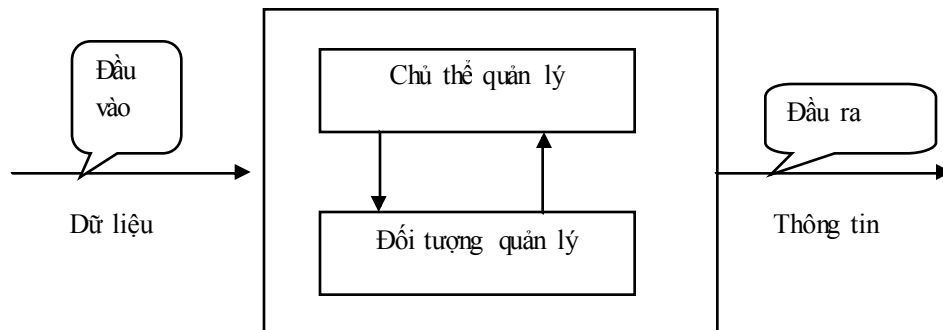 Đầu
vào
Dữ liệu
Chủ thể quản lý
Đối tượng quản lý
Đầu ra
Thông tin